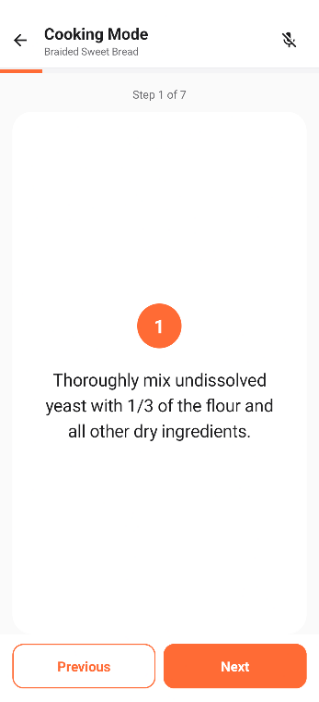 Cooking Mode
Braided Sweet Bread
Step 1 of 7
1
Thoroughly mix undissolved
yeast with 1/3 of the flour and
all other dry ingredients.
Previous
Next